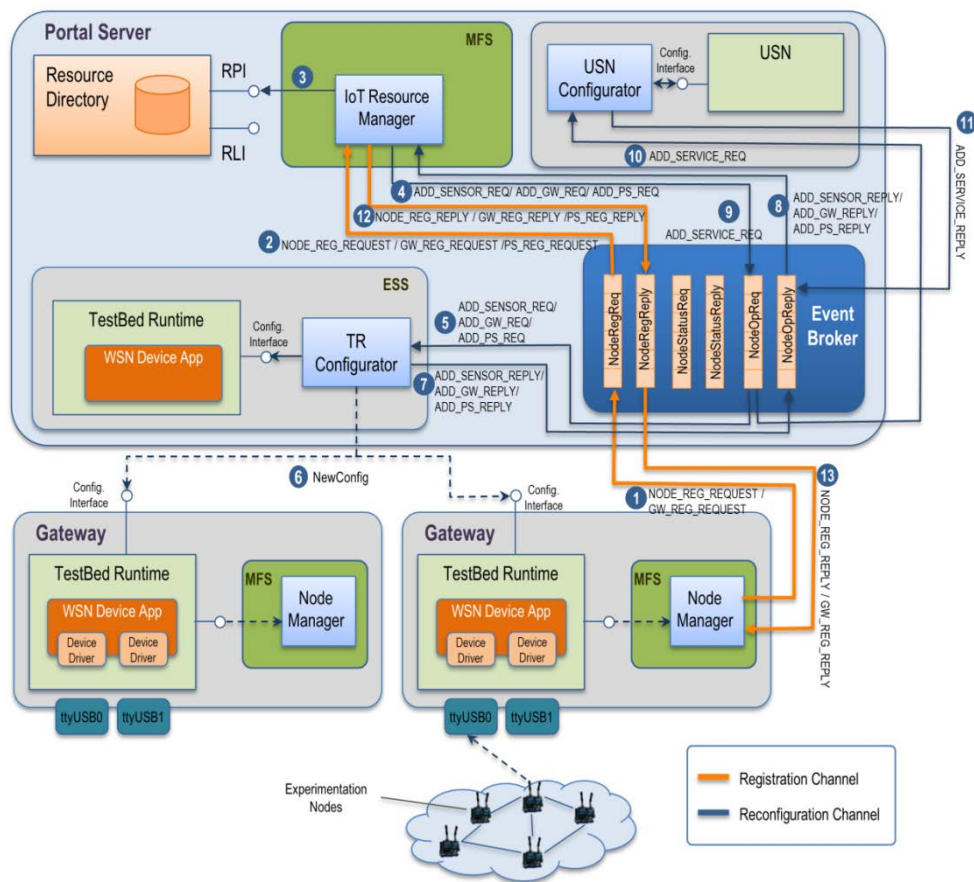 Portal Server
Resource
Directory
RPI
RLI
3
MFS
IoT Resource
Manager
USN
Configurator
Config.
Interface
USN
11
ADD_SERVICE_REPLY
10
ADD_SERVICE_REQ
4
ADD_SENSOR_REQ/ ADD_GW_REQ/ ADD_PS_REQ
12
NODE_REG_REPLY / GW_REG_REPLY /PS_REG_REPLY
2
NODE_REG_REQUEST / GW_REG_REQUEST /PS_REG_REQUEST
9
ADD_SERVICE_REQ
8
ADD_SENSOR_REPLY/
ADD_GW_REPLY/
ADD_PS_REPLY
ESS
TestBed Runtime
WSN Device App
Config.
Interface
TR
Configurator
5
ADD_SENSOR_REQ/
ADD_GW_REQ/
ADD_PS_REQ
7
ADD_SENSOR_REPLY/
ADD_GW_REPLY/
ADD_PS_REPLY
NodeRegReq
NodeRegReply
NodeStatusReq
NodeStatusReply
NodeOpReq
NodeOpReply
Event
Broker
6
NewConfig
Config.
Interface
Config.
Interface
1
NODE_REG_REQUEST /
GW_REG_REQUEST
13
NODE_REG_REPLY / GW_REG_REPLY
Gateway
TestBed Runtime
WSN Device App
Device
Driver
Device
Driver
MFS
Node
Manager
ttyUSB0
ttyUSB1
Gateway
TestBed Runtime
WSN Device App
Device
Driver
Device
Driver
MFS
Node
Manager
ttyUSB0
ttyUSB1
Experimentation
Nodes
Registration Channel
Reconfiguration Channel